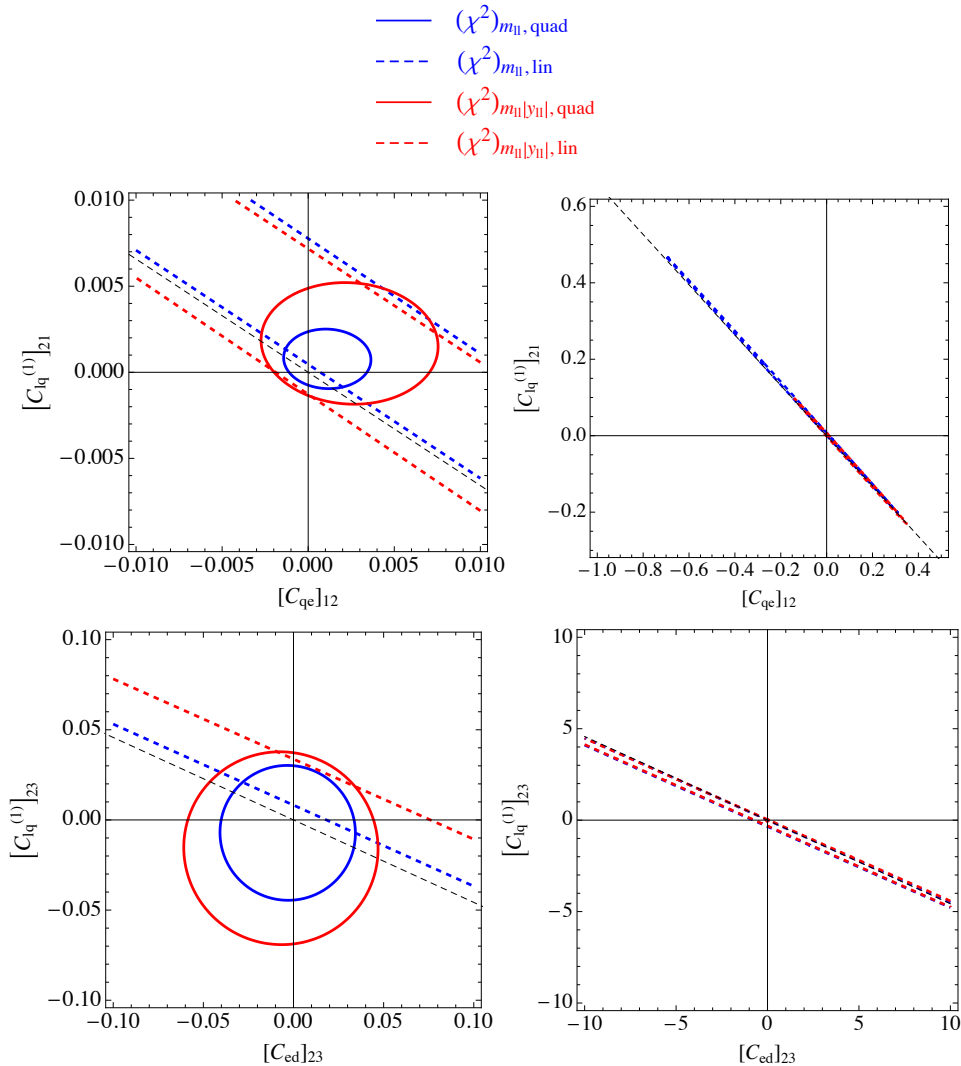 (χ²)_{m_ll, quad}
(χ²)_{m_ll, lin}
(χ²)_{m_ll|y_ll|, quad}
(χ²)_{m_ll|y_ll|, lin}
0.010
0.005
0.000
−0.005
−0.010
[C_lq^(1)]_21
−0.010 −0.005 0.000 0.005 0.010
[C_qe]_12
0.6
0.4
0.2
0.0
−0.2
[C_lq^(1)]_21
−1.0 −0.8 −0.6 −0.4 −0.2 0.0 0.2 0.4
[C_qe]_12
0.10
0.05
0.00
−0.05
−0.10
[C_lq^(1)]_23
−0.10 −0.05 0.00 0.05 0.10
[C_ed]_23
10
5
0
−5
−10
[C_lq^(1)]_23
−10 −5 0 5 10
[C_ed]_23